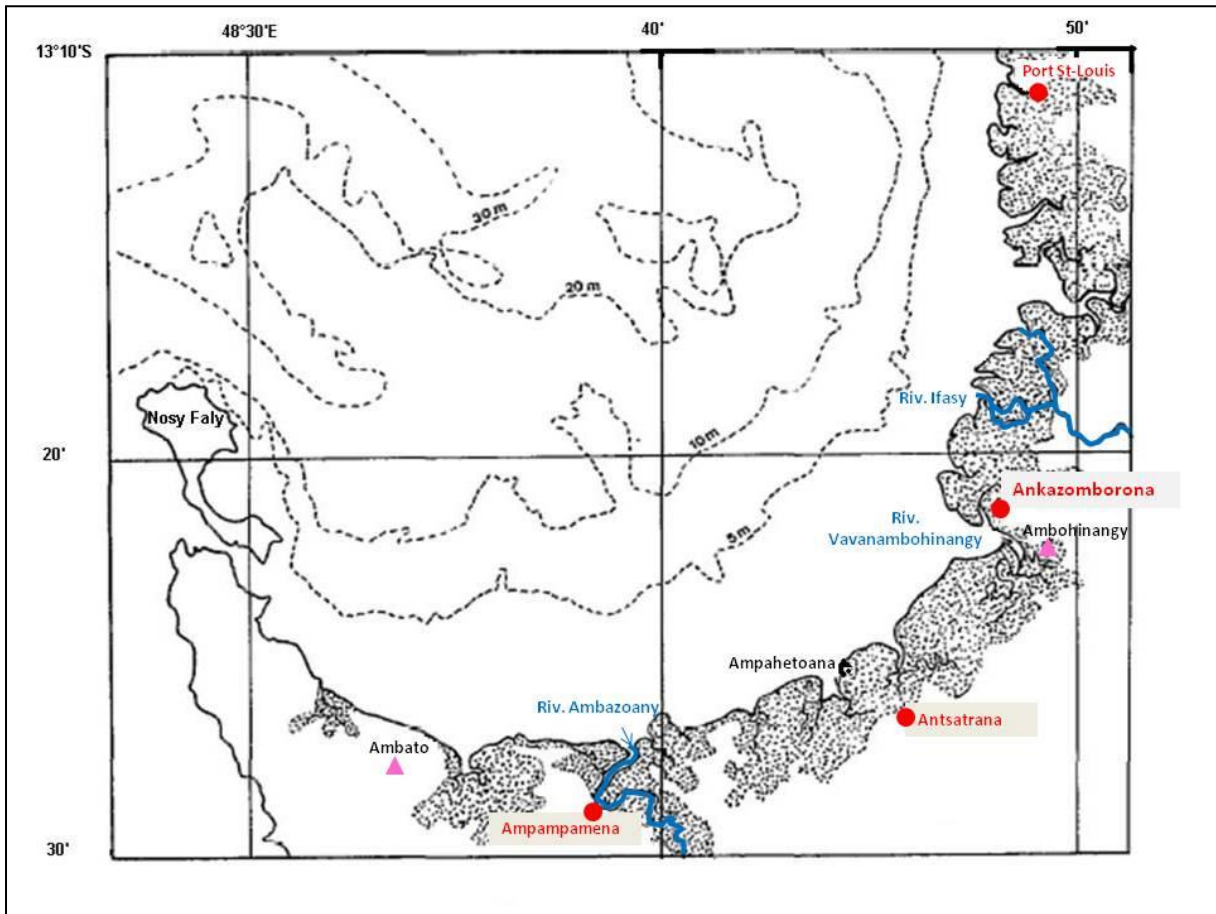 48°30'E
40'
50'
13°10'S
Port St-Louis
30 m
20 m
Nosy Faly
Riv. Ifasy
10 m
20'
Ankazomborona
Riv.
Vavanambohinangy
Ambohinangy
5 m
Ampahetoana
Riv. Ambazoany
Antsatrana
Ambato
Ampampamena
30'